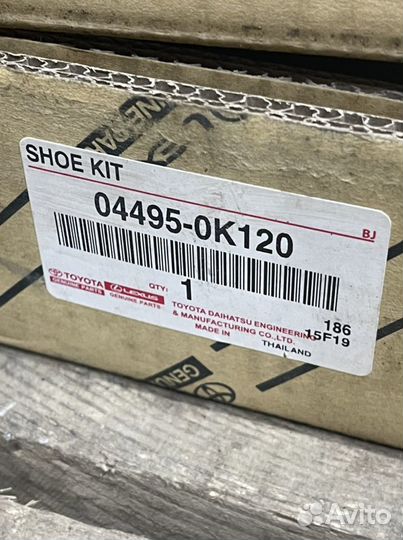 SHOE KIT
04495-0K120
BJ
TOYOTA
GENUINE PARTS
LEXUS
GENUINE PARTS
QTY:
1
TOYOTA DAIHATSU ENGINEERING
& MANUFACTURING CO.,LTD.
MADE IN
THAILAND
186
15F19
Avito